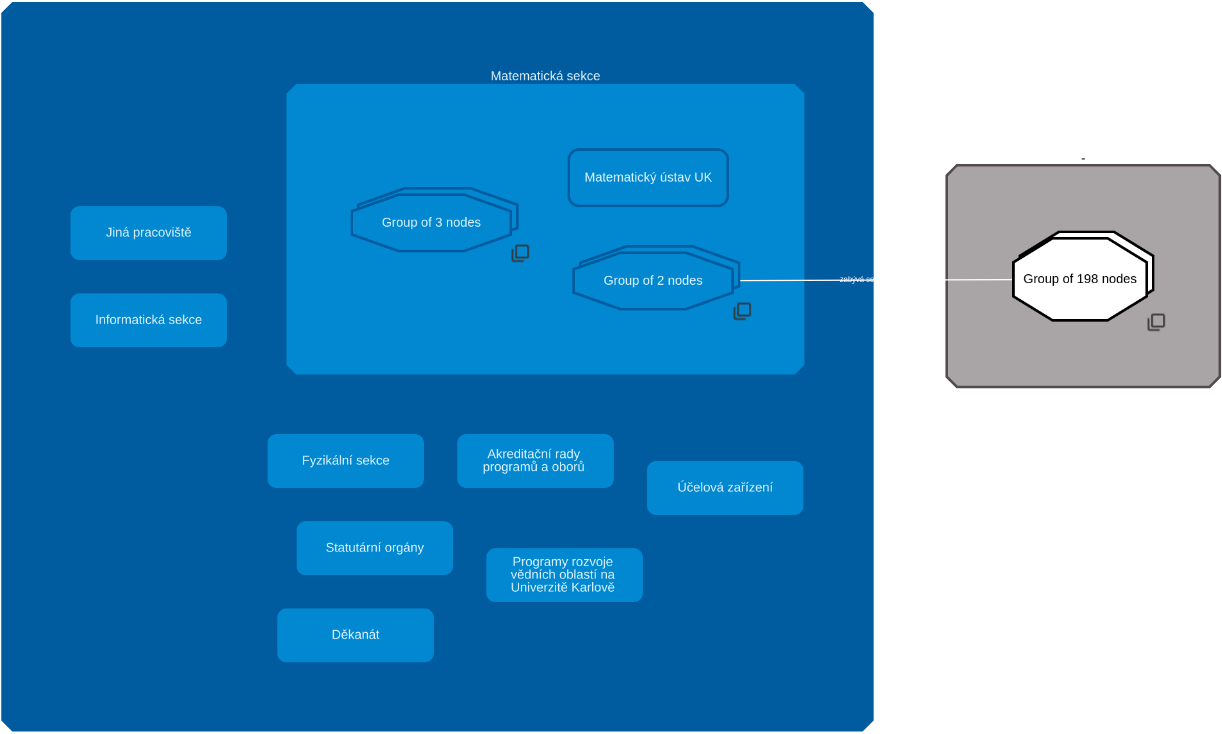 Matematická sekce
Matematický ústav UK
Group of 3 nodes
Group of 2 nodes
Jiná pracoviště
Informatická sekce
-
Group of 198 nodes
Fyzikální sekce
Akreditační rady
programů a oborů
Účelová zařízení
Statutární orgány
Programy rozvoje
vědních oblastí na
Univerzitě Karlově
Děkanát